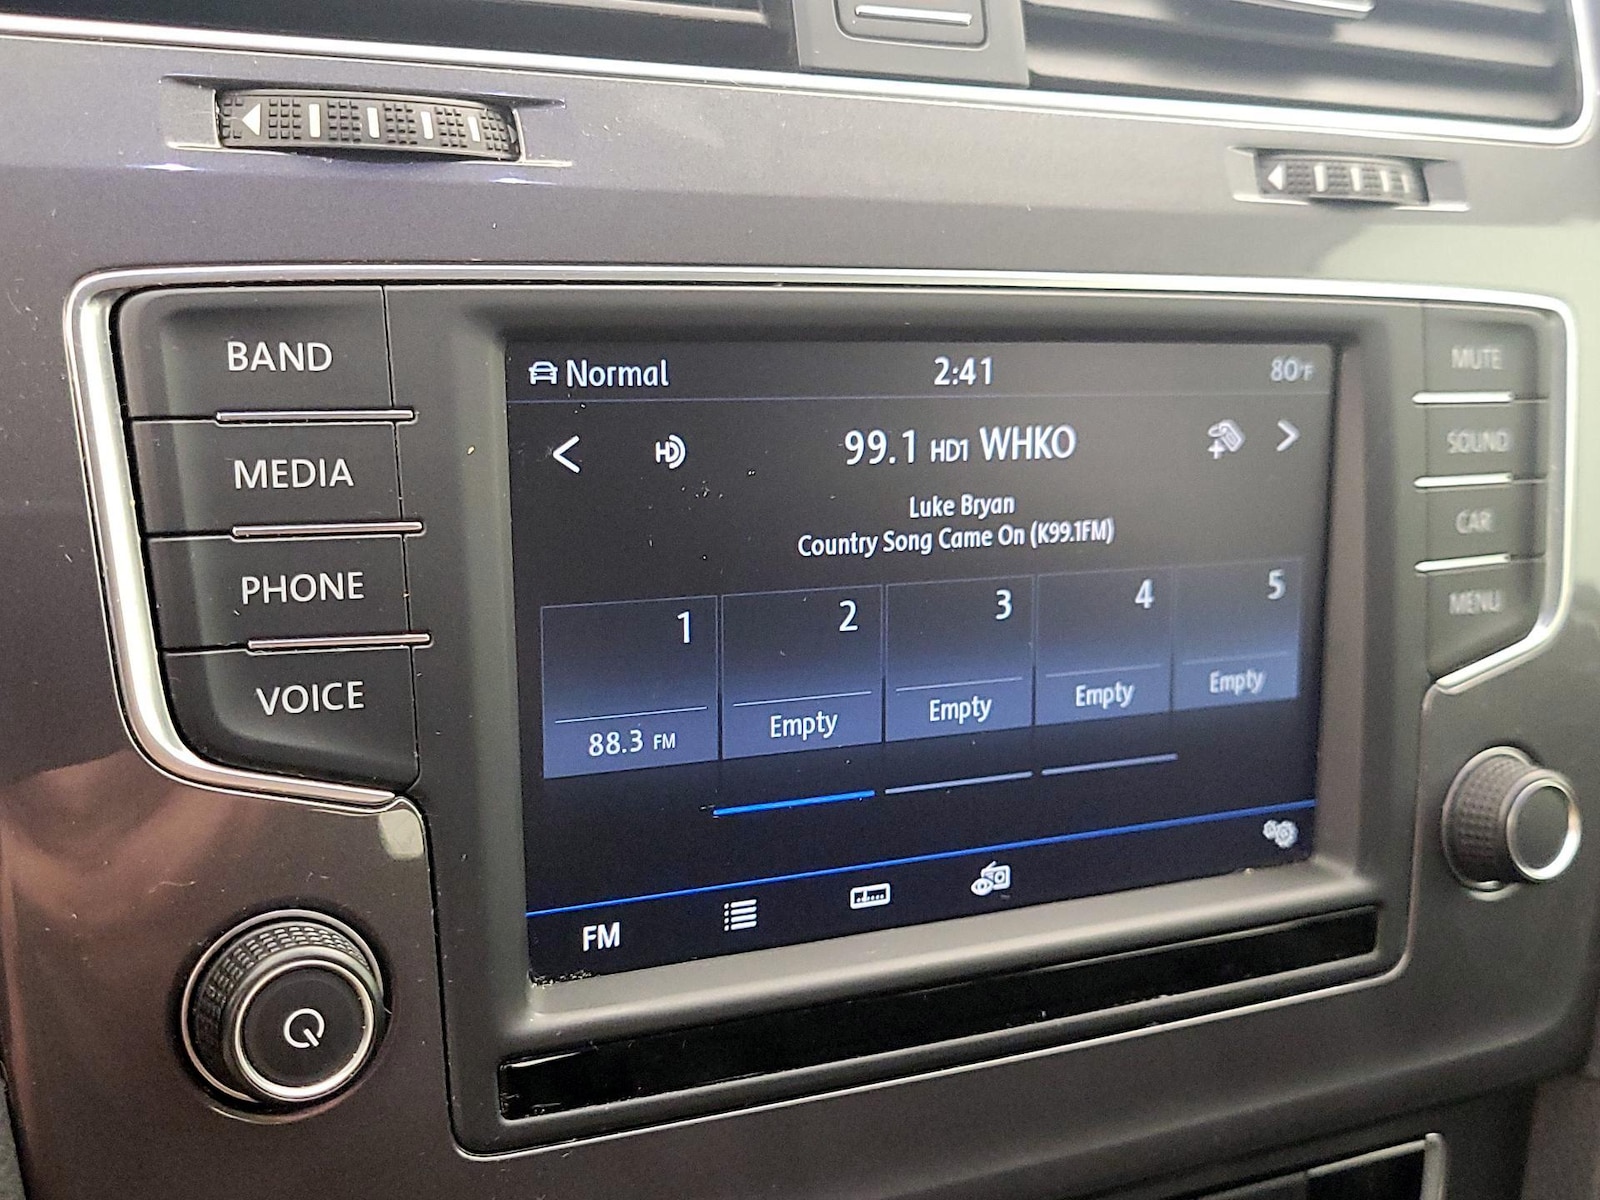 BAND
MEDIA
PHONE
VOICE
Normal 2:41 80°F
HD 99.1 HD1 WHKO
Luke Bryan
Country Song Came On (K99.1FM)
1 2 3 4 5
88.3 FM Empty Empty Empty Empty
FM
MUTE
SOUND
CAR
MENU